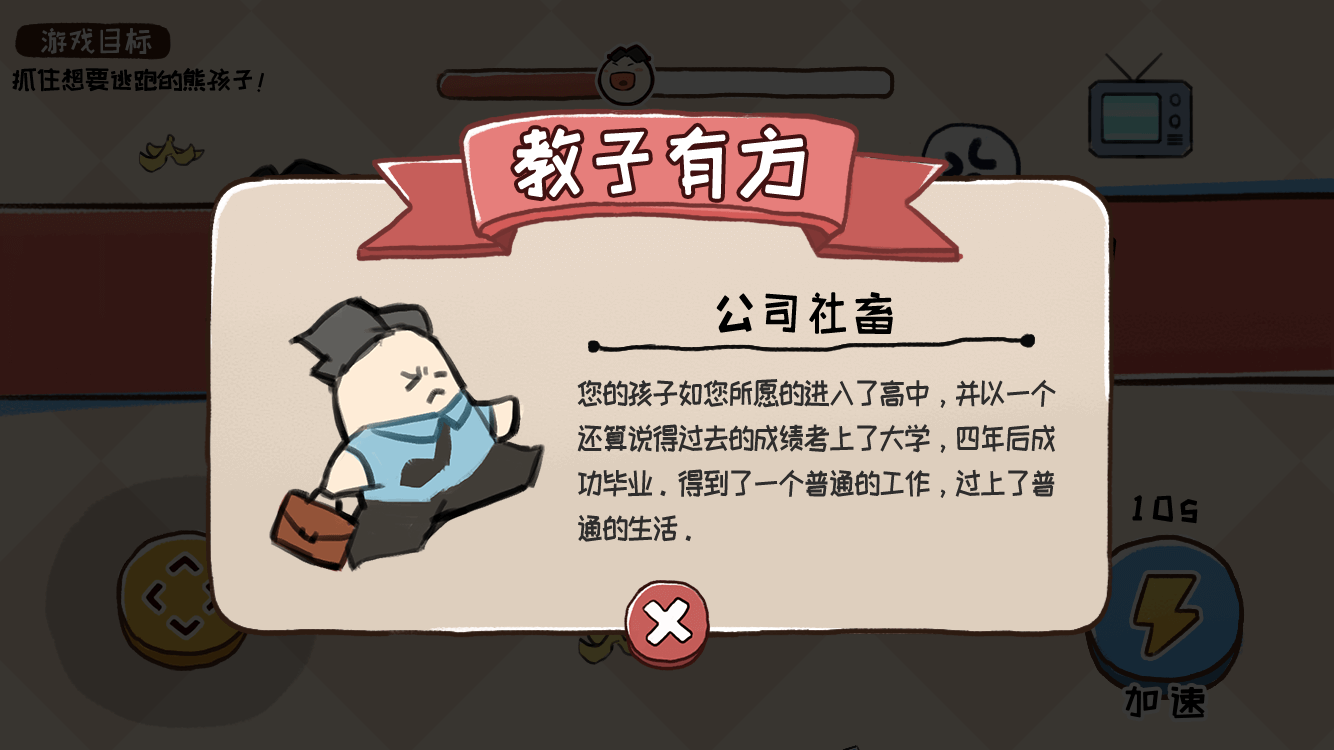 游戏目标
抓住想要逃跑的熊孩子!
教子有方
公司社畜
您的孩子如您所愿的进入了高中，并以一个
还算说得过去的成绩考上了大学，四年后成
功毕业．得到了一个普通的工作，过上了普
通的生活．
10s
加速